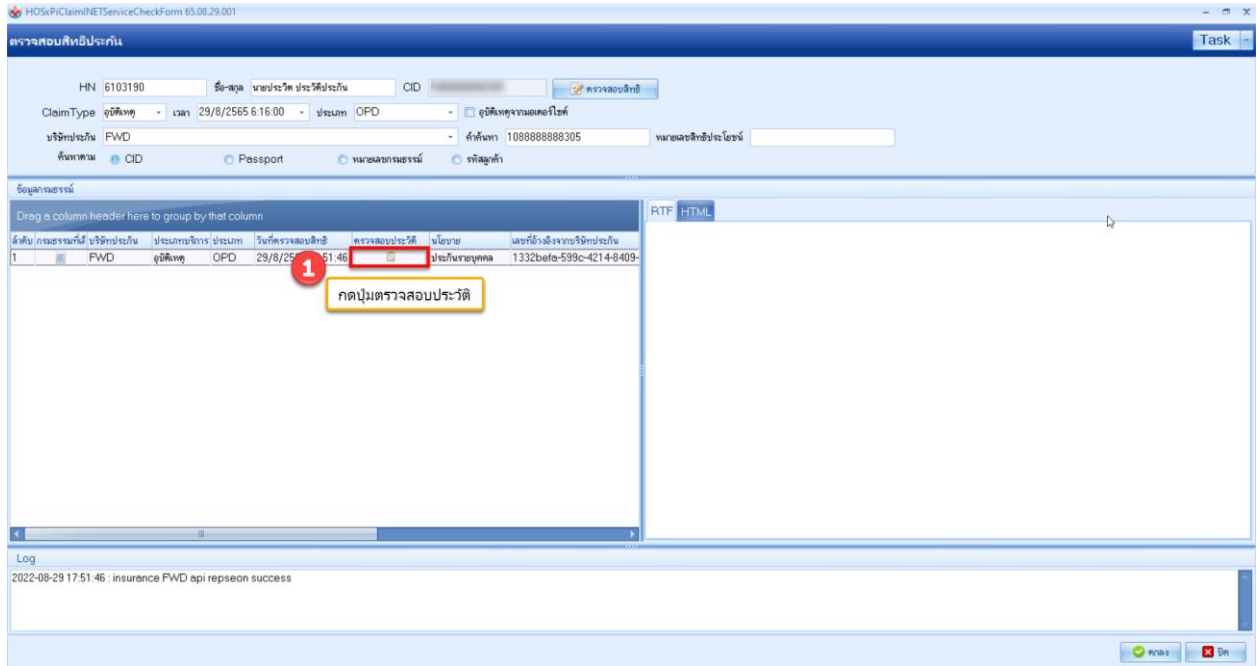 HOSxPiClaimINETServiceCheckForm 65.08.29.001
ตรวจสอบสิทธิประกัน Task
HN 6103190 ชื่อ-สกุล นายประวิต ประวัติประกัน CID ตรวจสอบสิทธิ
ClaimType อุบัติเหตุ เวลา 29/8/2565 6:16:00 ประเภท OPD อุบัติเหตุจากมอเตอร์ไซค์
บริษัทประกัน FWD คำค้นหา 1088888888305 หมายเลขสิทธิประโยชน์
ค้นหาตาม CID Passport หมายเลขกรมธรรม์ รหัสลูกค้า
ข้อมูลกรมธรรม์
Drag a column header here to group by that column RTF HTML
ลำดับ กรมธรรมที่มี บริษัทประกัน ประเภทบริการ ประเภท วันที่ตรวจสอบสิทธิ ตรวจสอบประวัติ นโยบาย เลขที่อ้างอิงจากบริษัทประกัน
1 FWD อุบัติเหตุ OPD 29/8/25 51:46 ประกันรายบุคคล 1332befa-599c-4214-8409-
1
กดปุ่มตรวจสอบประวัติ
Log
2022-08-29 17:51:46 : insurance FWD api repseon success
ตกลง ปิด